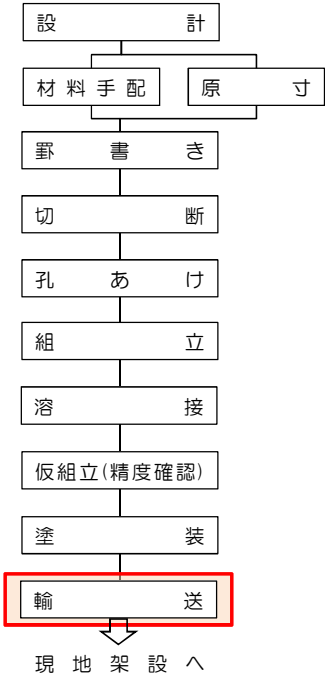 設計
材料手配
原寸
罫書き
切断
孔あけ
組立
溶接
仮組立(精度確認)
塗装
輸送
現地架設へ